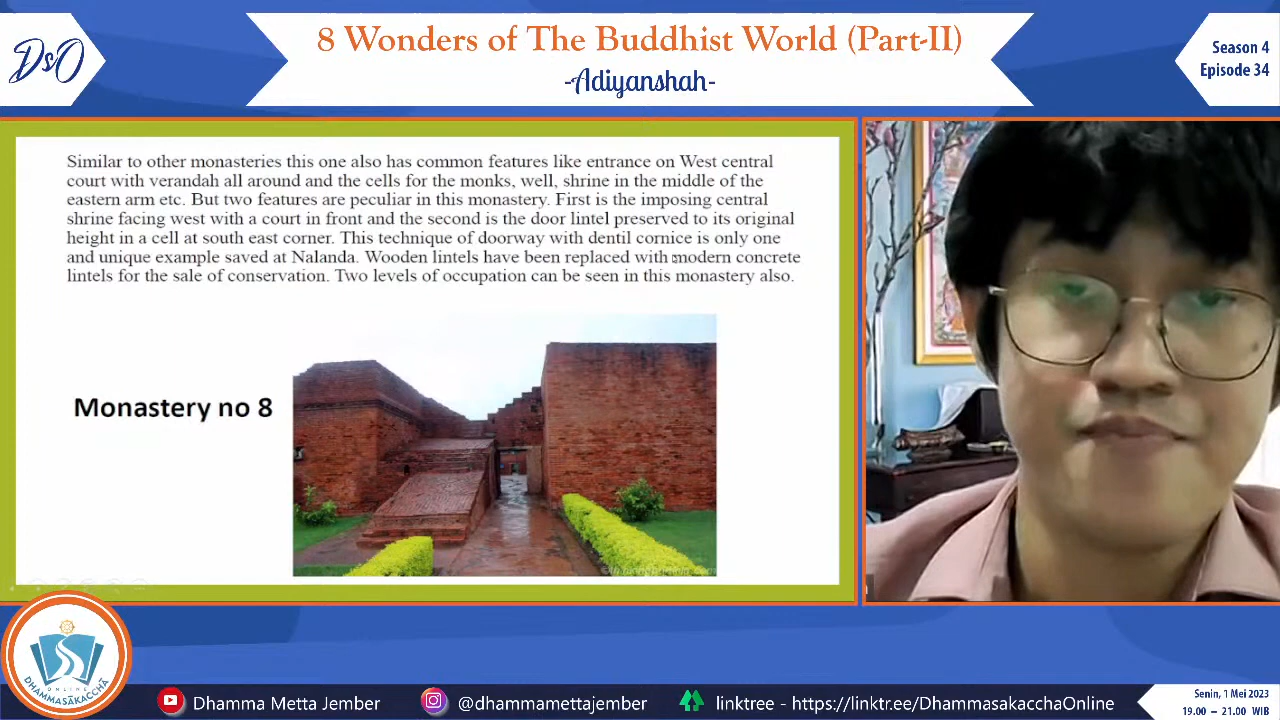 DsO
8 Wonders of The Buddhist World (Part-II)
-Adiyanshah-
Season 4
Episode 34
Similar to other monasteries this one also has common features like entrance on West central
court with verandah all around and the cells for the monks, well, shrine in the middle of the
eastern arm etc. But two features are peculiar in this monastery. First is the imposing central
shrine facing west with a court in front and the second is the door lintel preserved to its original
height in a cell at south east corner. This technique of doorway with dentil cornice is only one
and unique example saved at Nalanda. Wooden lintels have been replaced with modern concrete
lintels for the sale of conservation. Two levels of occupation can be seen in this monastery also.
Monastery no 8
ONLINE
DHAMMASĀKACCHĀ
Dhamma Metta Jember
@dhammamettajember
linktree - https://linktr.ee/DhammasakacchaOnline
Senin, 1 Mei 2023
19.00 – 21.00 WIB